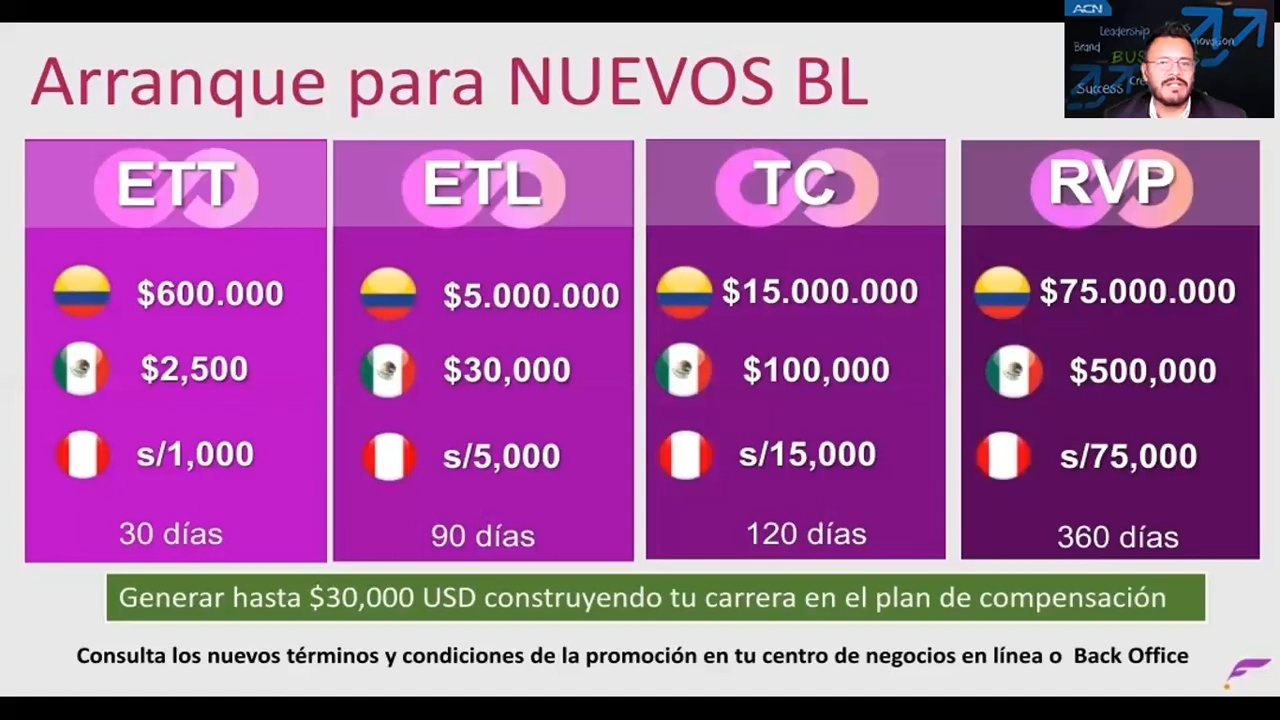 Arranque para NUEVOS BL
ACN
Leadership
Brand
Success
ETT
$600.000
$2,500
s/1,000
30 días
ETL
$5.000.000
$30,000
s/5,000
90 días
TC
$15.000.000
$100,000
s/15,000
120 días
RVP
$75.000.000
$500,000
s/75,000
360 días
Generar hasta $30,000 USD construyendo tu carrera en el plan de compensación
Consulta los nuevos términos y condiciones de la promoción en tu centro de negocios en línea o Back Office